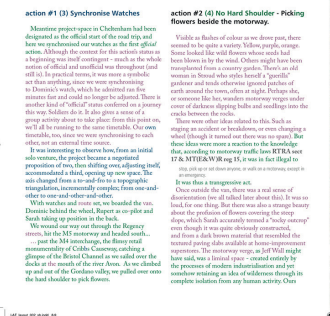 action #1 (3) Synchronise Watches
Meantime project-space in Cheltenham had been
designated as the official start of the road trip, and
here we synchronised our watches as the first official
action. Although the context for this action's status as
a beginning was itself contingent - much as the whole
notion of official and unofficial was throughout (and
still is). In practical terms, it was more a symbolic
act than anything, since we were synchronising
to Dominic's watch, which he admitted ran five
minutes fast and could no longer be adjusted. There is
another kind of "official" status conferred on a journey
this way. Soldiers do it. It also gives a sense of a
group activity about to take place: from this point on,
we'll all be running to the same timetable. Our own
timetable, too, since we were synchronising to each
other, not an external time source.
It was interesting to observe how, from an initial
solo venture, the project became a negotiated
proposition of two, then shifting over, adjusting itself,
accommodated a third, opening up new space. The
axis changed from a to-and-fro to a topographic
triangulation, incrementally complex; from one-and-
other to one-and-other-and-other.
With watches and route set, we boarded the van.
Dominic behind the wheel, Rupert as co-pilot and
Sarah taking up position in the back.
We wound our way out through the Regency
streets, hit the M5 motorway and headed south...
… past the M4 interchange, the flimsy retail
monumentality of Cribbs Causeway, catching a
glimpse of the Bristol Channel as we sailed over the
docks at the mouth of the river Avon. As we climbed
up and out of the Gordano valley, we pulled over onto
the hard shoulder to pick flowers.
action #2 (4) No Hard Shoulder - Picking
flowers beside the motorway.
Visible as flashes of colour as we drove past, there
seemed to be quite a variety. Yellow, purple, orange.
Some looked like wild flowers whose seeds had
been blown in by the wind. Others might have been
transplanted from a country garden. There's an old
woman in Seoul who styles herself a "guerilla"
gardener and tends otherwise ignored patches of
earth around the town, often at night. Perhaps she,
or someone like her, wanders motorway verges under
cover of darkness dipping bulbs and seedlings into the
cracks between the rocks.
There were other ideas related to this. Such as
staging an accident or breakdown, or even changing a
wheel (though it turned out there was no spare). But
these ideas were more a reaction to the knowledge
that, according to motorway traffic laws RTRA sect
17 & MT(E&W)R reg 15, it was in fact illegal to
stop, pick up or set down anyone, or walk on a motorway, except in
an emergency.
It was thus a transgressive act.
Once outside the van, there was a real sense of
disorientation (we all talked later about this). It was so
loud, for one thing. But there was also a strange beauty
about the profusion of flowers covering the steep
slope, which Sarah accurately termed a "rocky outcrop"
even though it was quite obviously constructed,
and from a dark brown material that resembled the
textured paving slabs available at home-improvement
superstores. The motorway verge, as Jeff Wall might
have said, was a liminal space - created entirely by
the processes of modern industrialisation and yet
somehow retaining an idea of wilderness through its
complete isolation from any human activity. Ours